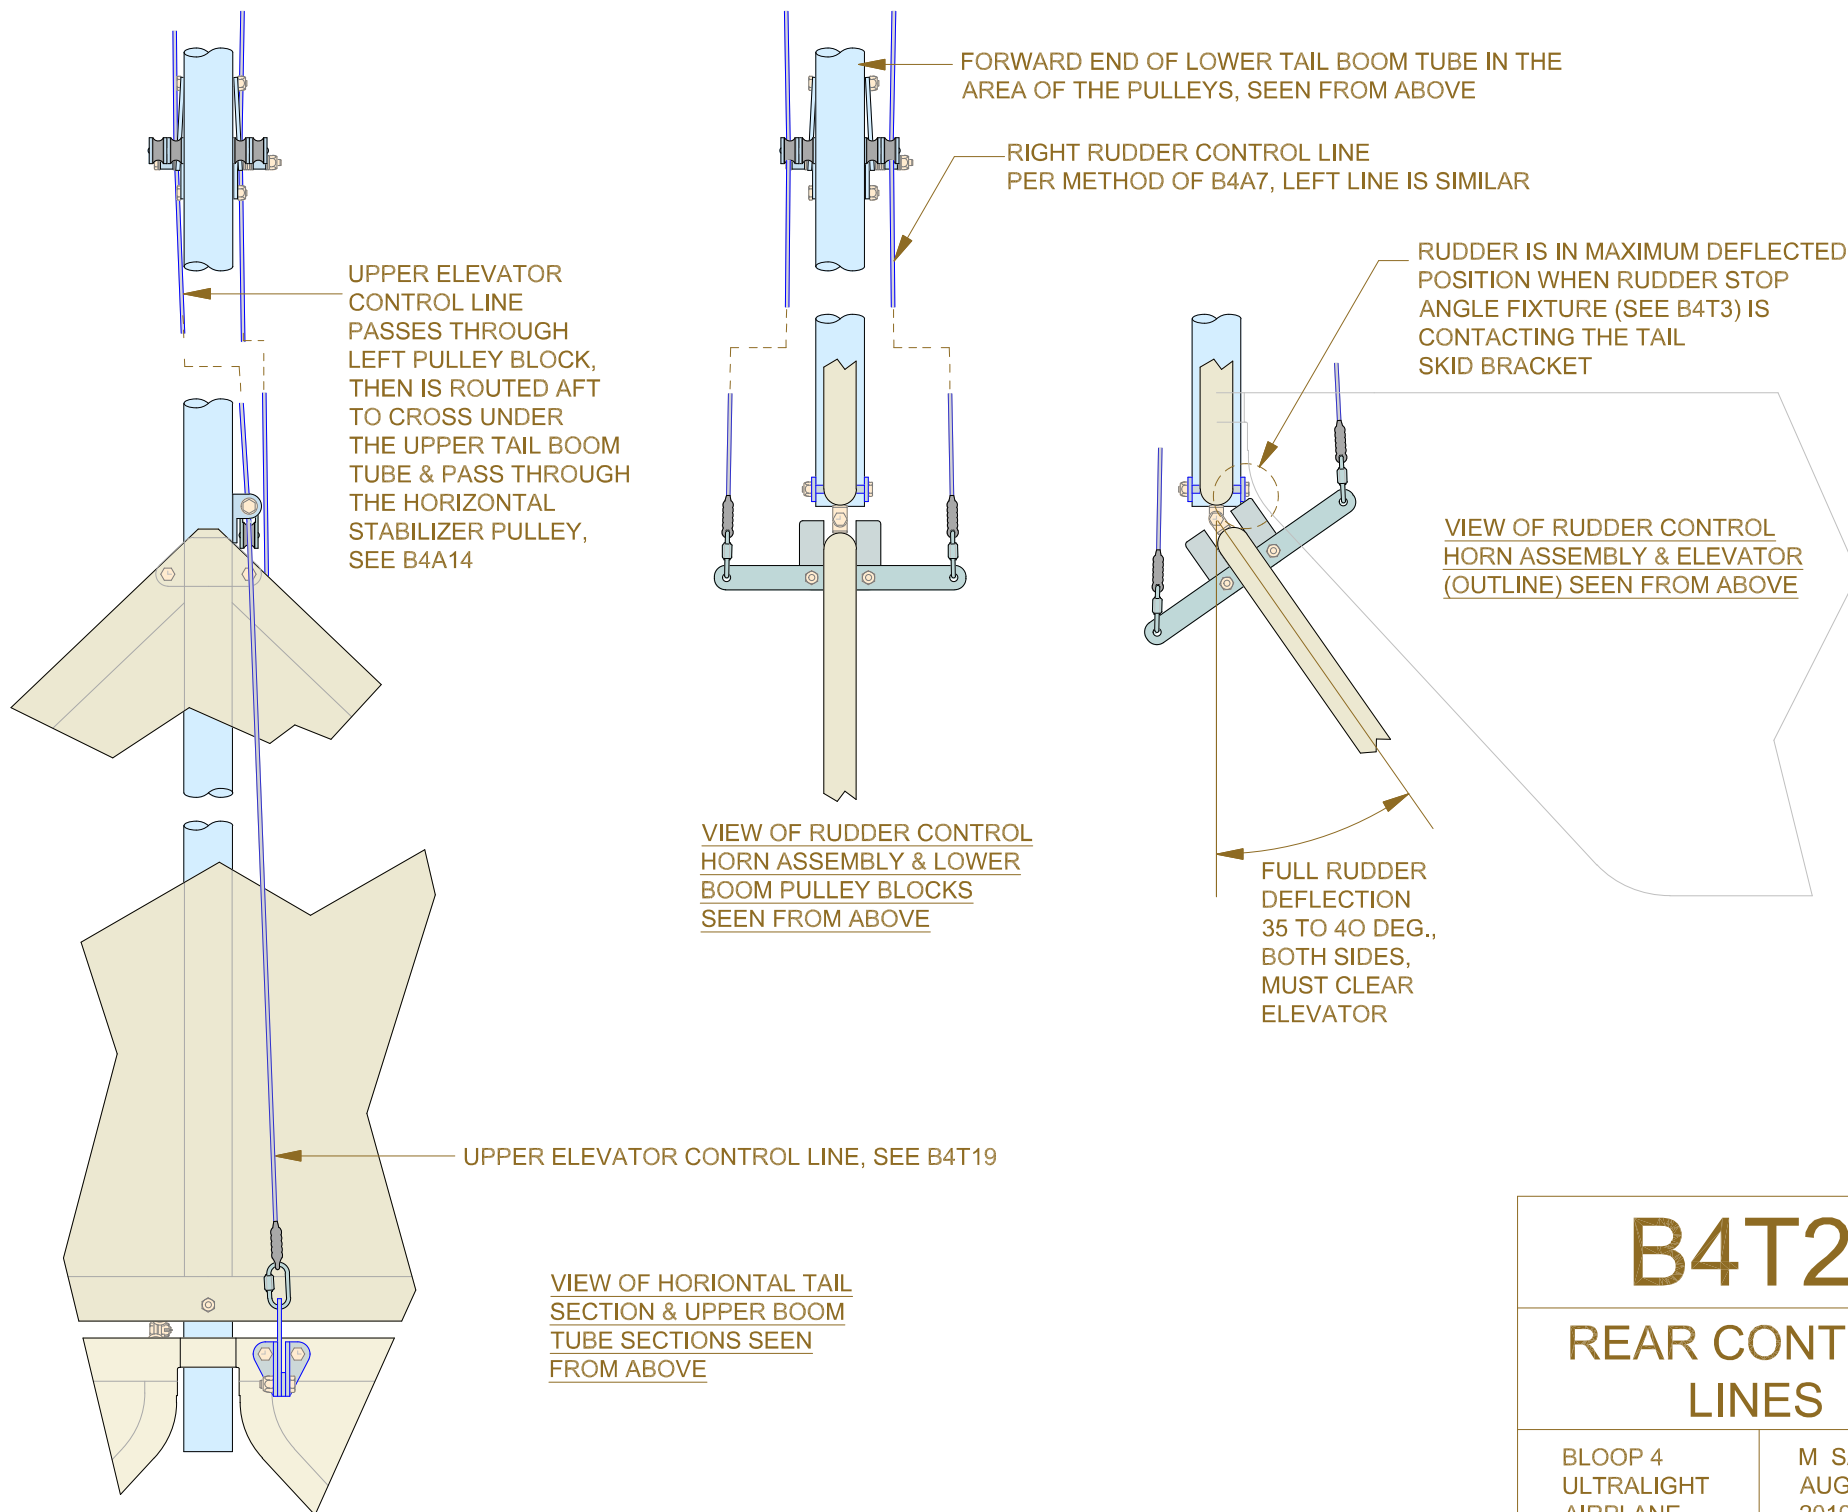 FORWARD END OF LOWER TAIL BOOM TUBE IN THE
AREA OF THE PULLEYS, SEEN FROM ABOVE
RIGHT RUDDER CONTROL LINE
PER METHOD OF B4A7, LEFT LINE IS SIMILAR
RUDDER IS IN MAXIMUM DEFLECTED
POSITION WHEN RUDDER STOP
ANGLE FIXTURE (SEE B4T3) IS
CONTACTING THE TAIL
SKID BRACKET
UPPER ELEVATOR
CONTROL LINE
PASSES THROUGH
LEFT PULLEY BLOCK,
THEN IS ROUTED AFT
TO CROSS UNDER
THE UPPER TAIL BOOM
TUBE & PASS THROUGH
THE HORIZONTAL
STABILIZER PULLEY,
SEE B4A14
VIEW OF RUDDER CONTROL
HORN ASSEMBLY & ELEVATOR
(OUTLINE) SEEN FROM ABOVE
VIEW OF RUDDER CONTROL
HORN ASSEMBLY & LOWER
BOOM PULLEY BLOCKS
SEEN FROM ABOVE
FULL RUDDER
DEFLECTION
35 TO 4O DEG.,
BOTH SIDES,
MUST CLEAR
ELEVATOR
UPPER ELEVATOR CONTROL LINE, SEE B4T19
VIEW OF HORIONTAL TAIL
SECTION & UPPER BOOM
TUBE SECTIONS SEEN
FROM ABOVE
B4T2
REAR CONT
LINES
BLOOP 4
ULTRALIGHT
AIRPLANE
M S
AUG